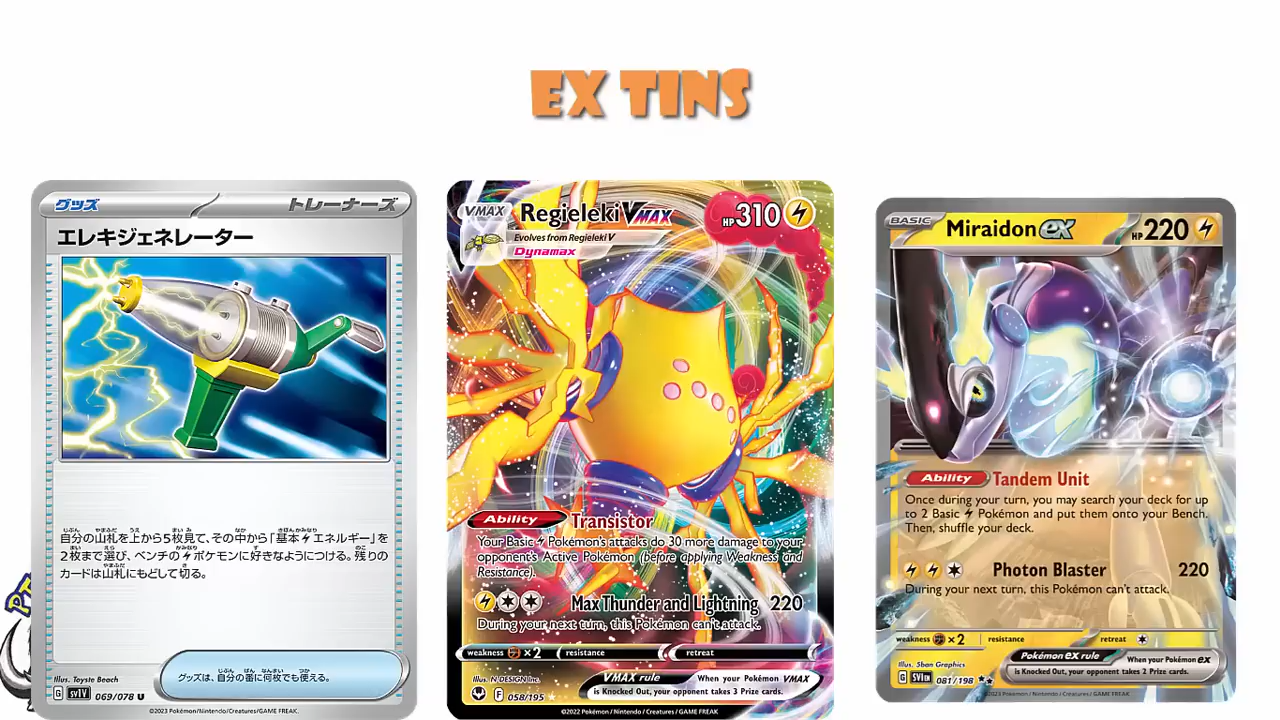 EX TINS
グッズ
トレーナーズ
エレキジェネレーター
自分の山札を上から5枚見て、その中から「基本エネルギー」を
2枚まで選び、ベンチのポケモンに好きなようにつける。残りの
カードは山札にもどして切る。
グッズは、自分の番に何枚でも使える。
Illus. Toyste Beach
G sv1V 069/078 U
©2023 Pokémon/Nintendo/Creatures/GAME FREAK.
VMAX
Regieleki VMAX
HP 310
Evolves from Regieleki V
Dynamax
Ability Transistor
Your Basic Pokémon's attacks do 30 more damage to your
opponent's Active Pokémon (before applying Weakness and
Resistance).
Max Thunder and Lightning 220
During your next turn, this Pokémon can't attack.
weakness ×2 resistance retreat
Illus. N DESIGN Inc.
F 058/195
VMAX rule
When your Pokémon VMAX
is Knocked Out, your opponent takes 3 Prize cards.
©2022 Pokémon / Nintendo / Creatures / GAME FREAK
BASIC
Miraidon ex
HP 220
Ability Tandem Unit
Once during your turn, you may search your deck for up
to 2 Basic Pokémon and put them onto your Bench.
Then, shuffle your deck.
Photon Blaster 220
During your next turn, this Pokémon can't attack.
weakness ×2 resistance retreat
Illus. 5ban Graphics
G SVI EN 081/198
Pokémon ex rule
When your Pokémon ex
is Knocked Out, your opponent takes 2 Prize cards.
©2023 Pokémon / Nintendo / Creatures / GAME FREAK